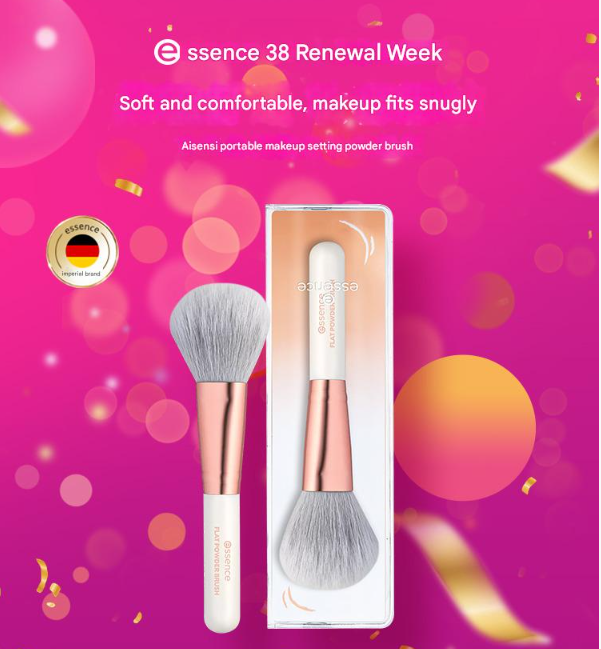 essence 38 Renewal Week
Soft and comfortable, makeup fits snugly
Aisensi portable makeup setting powder brush
essence
imperial brand
essence
essence
FLAT POWDER
essence
FLAT POWDER BRUSH